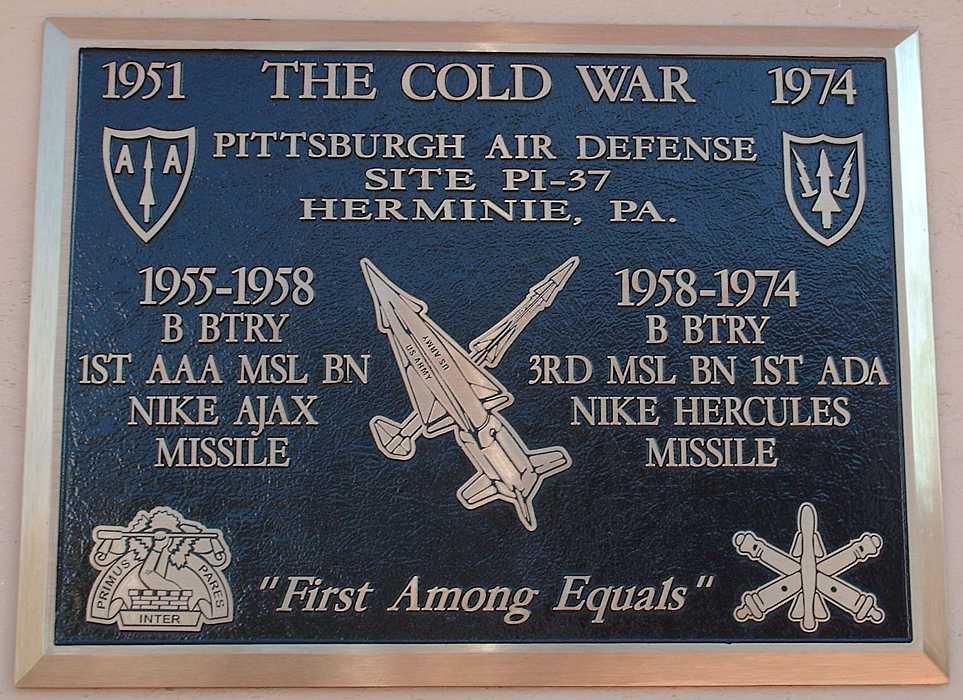 1951 THE COLD WAR 1974
A A
PITTSBURGH AIR DEFENSE
SITE PI-37
HERMINIE, PA.
1955-1958
B BTRY
1ST AAA MSL BN
NIKE AJAX
MISSILE
US ARMY
US ARMY
1958-1974
B BTRY
3RD MSL BN 1ST ADA
NIKE HERCULES
MISSILE
PRIMUS
INTER
PARES
"First Among Equals"